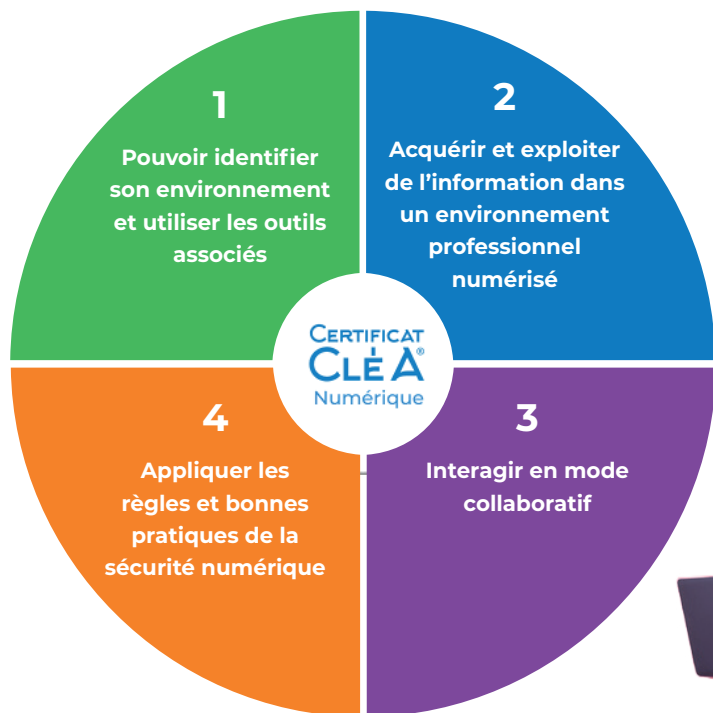 1
Pouvoir identifier
son environnement
et utiliser les outils
associés
2
Acquérir et exploiter
de l’information dans
un environnement
professionnel
numérisé
CERTIFICAT
CLÉA®
Numérique
4
Appliquer les
règles et bonnes
pratiques de la
sécurité numérique
3
Interagir en mode
collaboratif